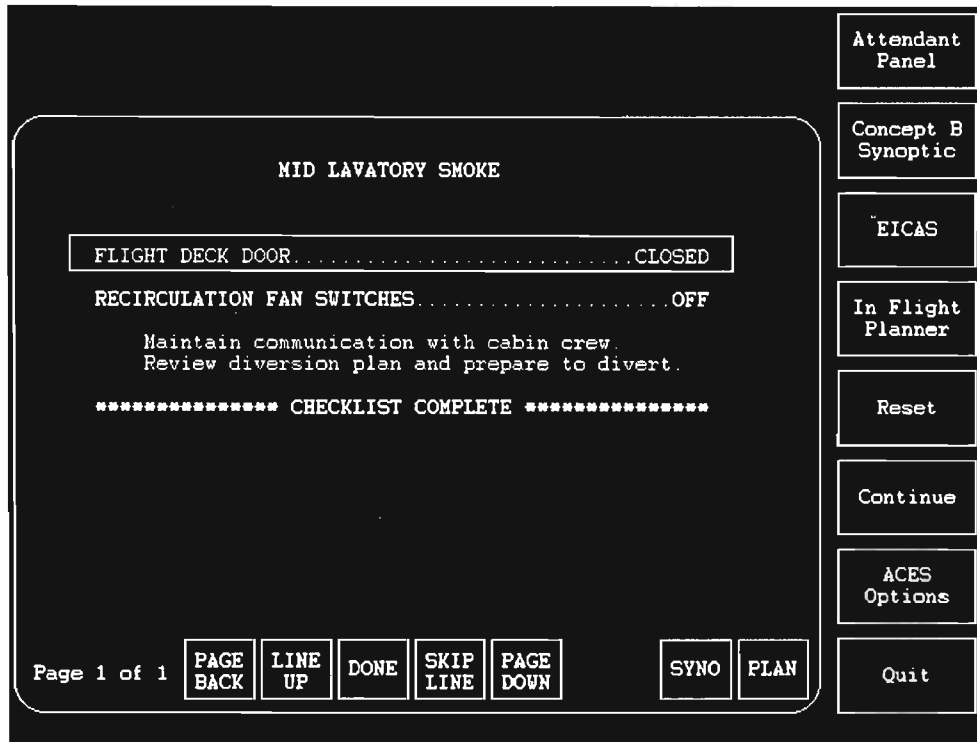 MID LAVATORY SMOKE
FLIGHT DECK DOOR............................CLOSED
RECIRCULATION FAN SWITCHES.....................OFF
Maintain communication with cabin crew.
Review diversion plan and prepare to divert.
*************** CHECKLIST COMPLETE ***************
Page 1 of 1
PAGE
BACK
LINE
UP
DONE
SKIP
LINE
PAGE
DOWN
SYNO
PLAN
Attendant
Panel
Concept B
Synoptic
EICAS
In Flight
Planner
Reset
Continue
ACES
Options
Quit